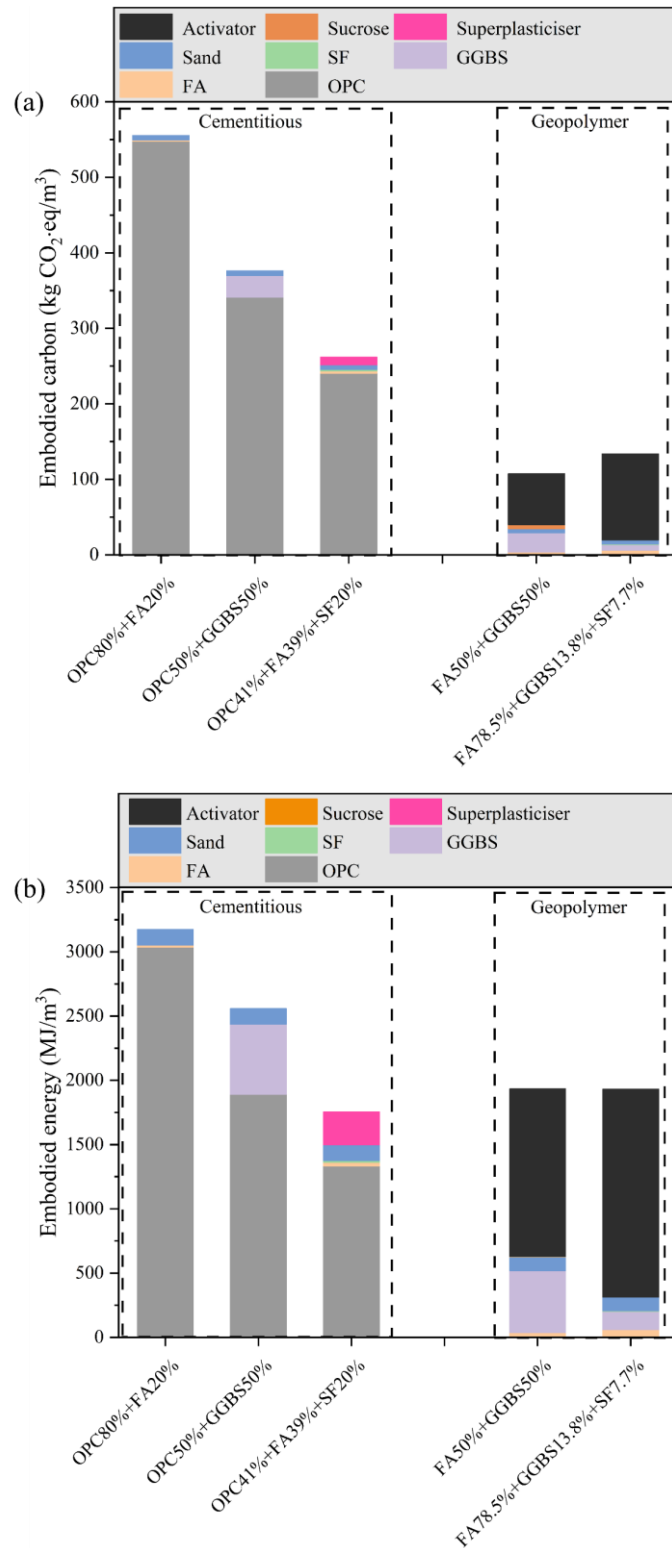 Activator Sucrose Superplasticiser
Sand SF GGBS
FA OPC
(a)
600
500
400
300
200
100
0
Embodied carbon (kg CO₂·eq/m³)
Cementitious
Geopolymer
OPC80%+FA20%
OPC50%+GGBS50%
OPC41%+FA39%+SF20%
FA50%+GGBS50%
FA78.5%+GGBS13.8%+SF7.7%
Activator Sucrose Superplasticiser
Sand SF GGBS
FA OPC
(b)
3500
3000
2500
2000
1500
1000
500
0
Embodied energy (MJ/m³)
Cementitious
Geopolymer
OPC80%+FA20%
OPC50%+GGBS50%
OPC41%+FA39%+SF20%
FA50%+GGBS50%
FA78.5%+GGBS13.8%+SF7.7%